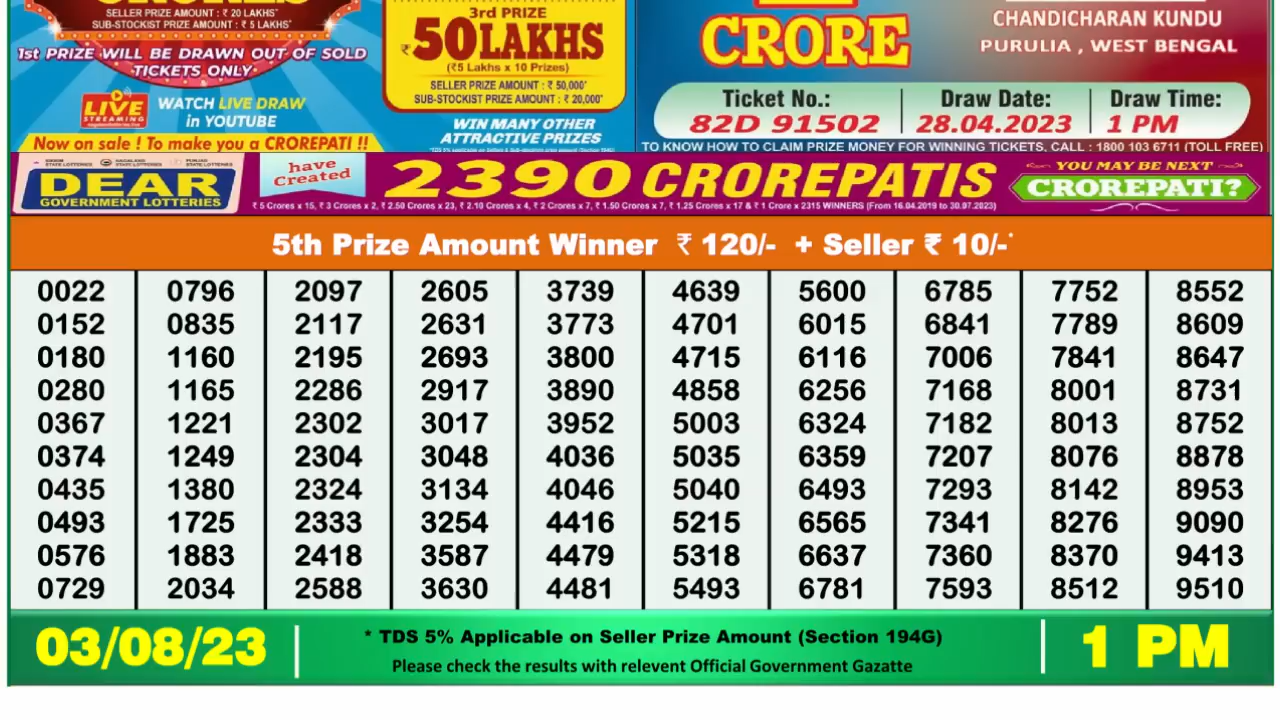 SELLER PRIZE AMOUNT : ₹ 20 LAKHS*
SUB-STOCKIST PRIZE AMOUNT : ₹ 5 LAKHS*
1st PRIZE WILL BE DRAWN OUT OF SOLD
TICKETS ONLY*
LIVE
STREAMING
WATCH LIVE DRAW
in YOUTUBE
Now on sale ! To make you a CROREPATI !!
3rd PRIZE
₹50LAKHS
(₹5 Lakhs x 10 Prizes)
SELLER PRIZE AMOUNT : ₹ 50,000*
SUB-STOCKIST PRIZE AMOUNT : ₹ 20,000*
WIN MANY OTHER
ATTRACTIVE PRIZES
CRORE
CHANDICHARAN KUNDU
PURULIA , WEST BENGAL
Ticket No.: Draw Date: Draw Time:
82D 91502 28.04.2023 1 PM
TO KNOW HOW TO CLAIM PRIZE MONEY FOR WINNING TICKETS, CALL : 1800 103 6711 (TOLL FREE)
DEAR
GOVERNMENT LOTTERIES
have
Created
2390 CROREPATIS
₹ 5 Crores x 15, ₹ 3 Crores x 2, ₹ 2.50 Crores x 23, ₹ 2.10 Crores x 4, ₹ 2 Crores x 7, ₹ 1.50 Crores x 7, ₹ 1.25 Crores x 17 & ₹ 1 Crore x 2315 WINNERS (From 16.04.2019 to 30.07.2023)
YOU MAY BE NEXT
CROREPATI?
5th Prize Amount Winner ₹ 120/- + Seller ₹ 10/-*
0022 0796 2097 2605 3739 4639 5600 6785 7752 8552
0152 0835 2117 2631 3773 4701 6015 6841 7789 8609
0180 1160 2195 2693 3800 4715 6116 7006 7841 8647
0280 1165 2286 2917 3890 4858 6256 7168 8001 8731
0367 1221 2302 3017 3952 5003 6324 7182 8013 8752
0374 1249 2304 3048 4036 5035 6359 7207 8076 8878
0435 1380 2324 3134 4046 5040 6493 7293 8142 8953
0493 1725 2333 3254 4416 5215 6565 7341 8276 9090
0576 1883 2418 3587 4479 5318 6637 7360 8370 9413
0729 2034 2588 3630 4481 5493 6781 7593 8512 9510
03/08/23
* TDS 5% Applicable on Seller Prize Amount (Section 194G)
Please check the results with relevent Official Government Gazatte
1 PM